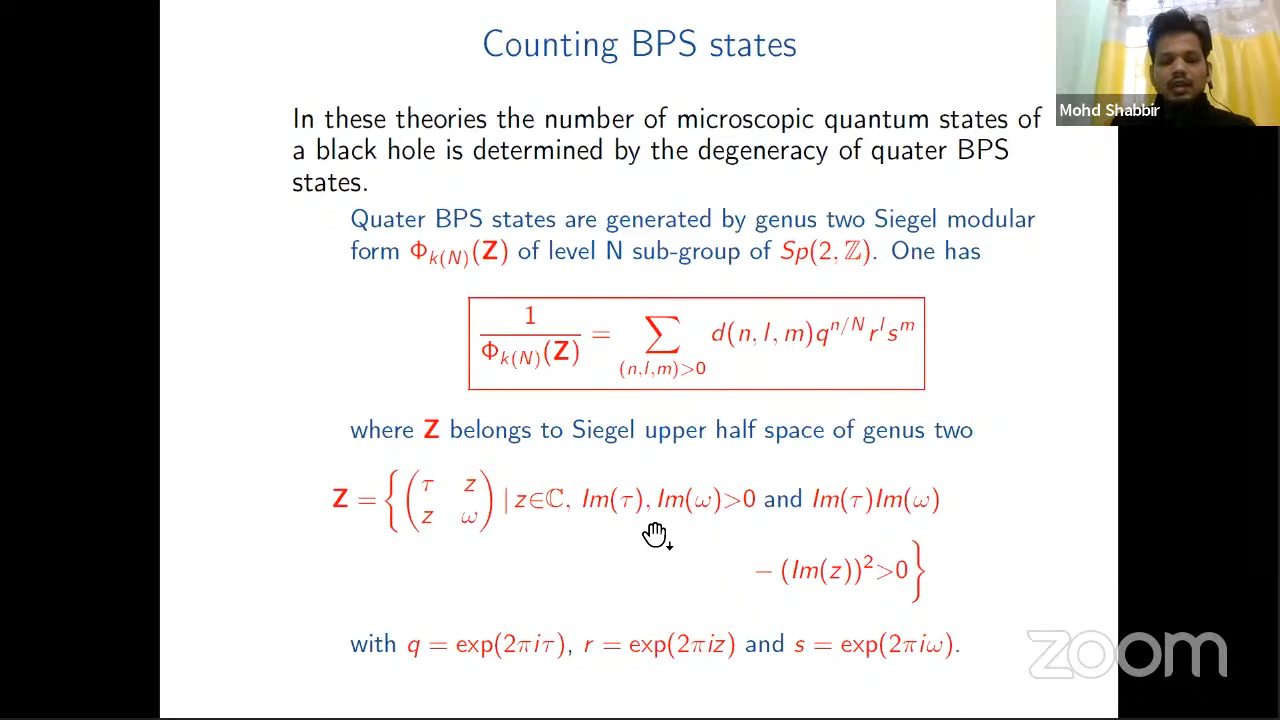 Counting BPS states
Mohd Shabbir
In these theories the number of microscopic quantum states of
a black hole is determined by the degeneracy of quater BPS
states.
Quater BPS states are generated by genus two Siegel modular
form Φ_{k(N)}(Z) of level N sub-group of Sp(2, ℤ). One has
1/Φ_{k(N)}(Z) = ∑_{(n,l,m)>0} d(n, l, m)q^{n/N} r^l s^m
where Z belongs to Siegel upper half space of genus two
Z = { ( τ z ; z ω ) | z∈ℂ, Im(τ), Im(ω)>0 and Im(τ)Im(ω)
− (Im(z))²>0 }
with q = exp(2πiτ), r = exp(2πiz) and s = exp(2πiω).
zoom